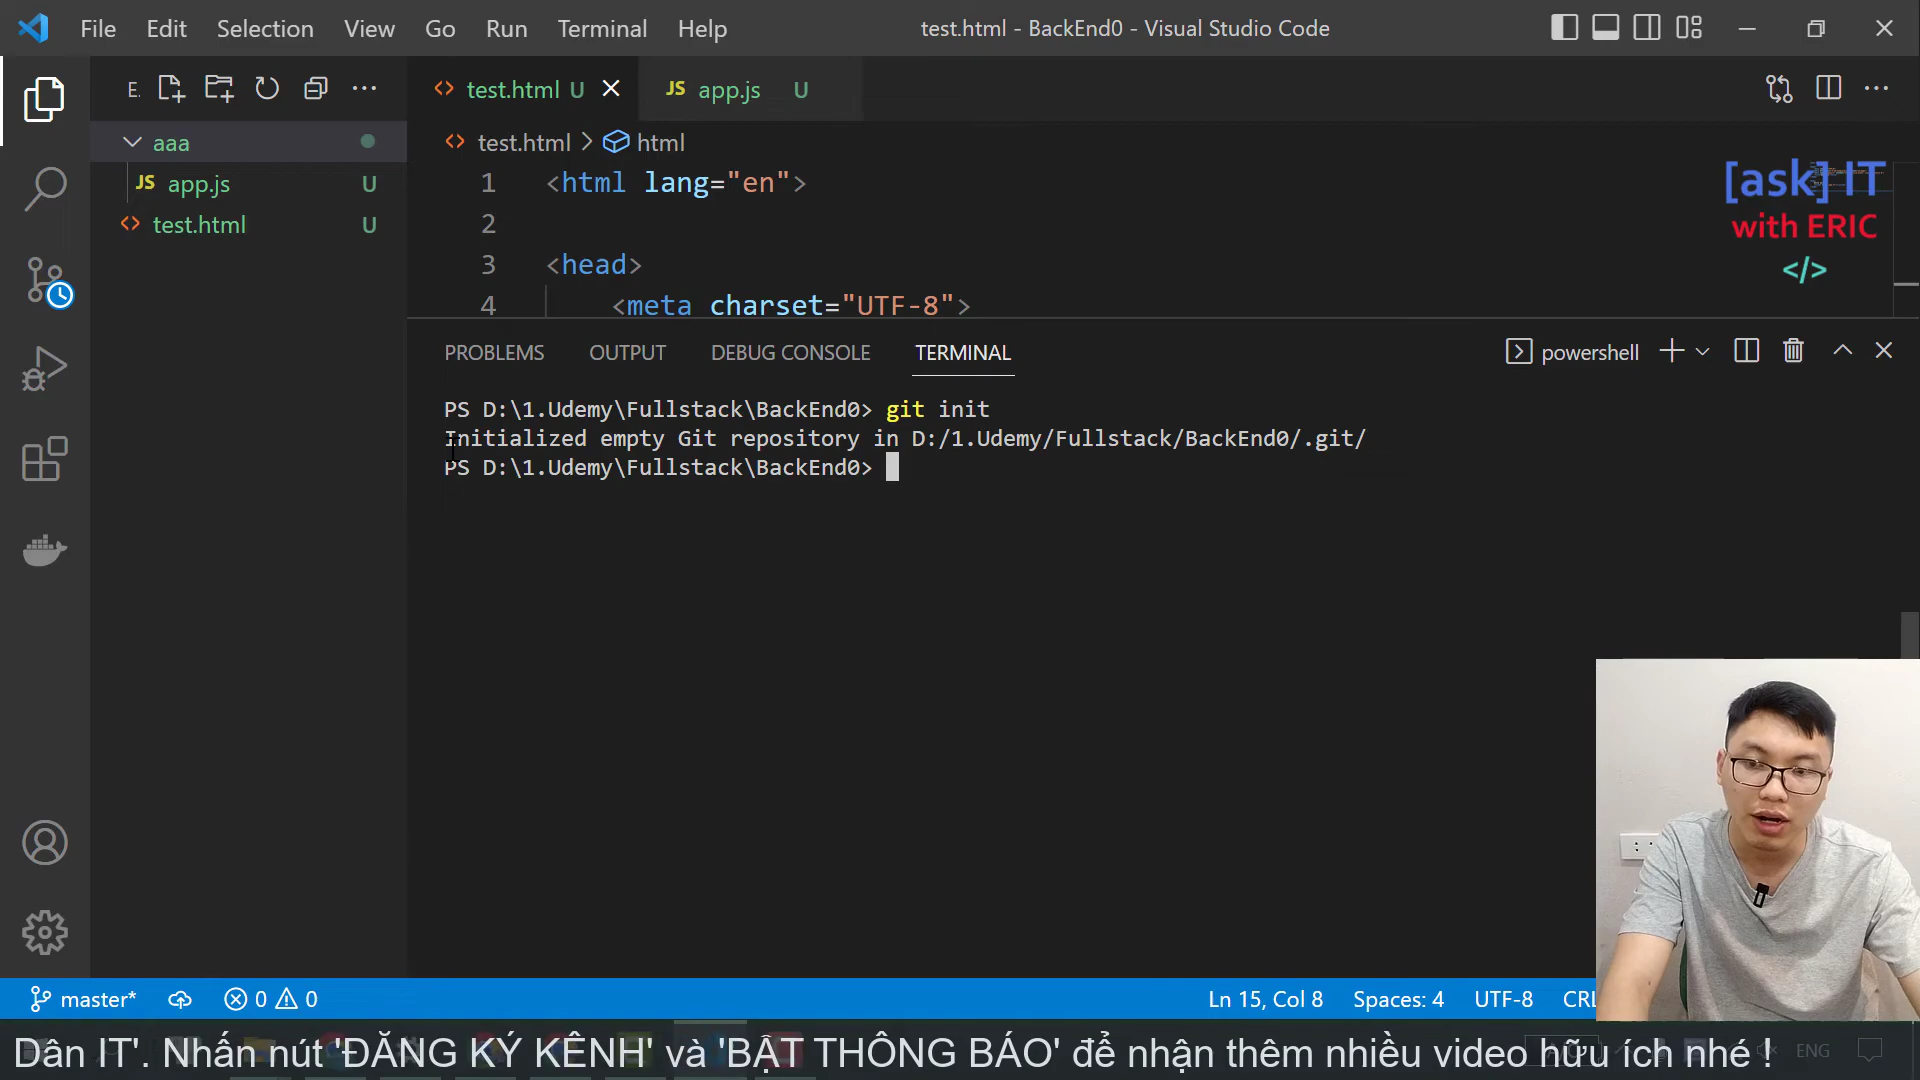 File Edit Selection View Go Run Terminal Help
test.html - BackEnd0 - Visual Studio Code
E.
test.html U
JS app.js U
aaa
JS app.js U
test.html U
test.html > html
1 <html lang="en">
2
3 <head>
4 <meta charset="UTF-8">
[ask] IT
with ERIC
</>
PROBLEMS OUTPUT DEBUG CONSOLE TERMINAL
powershell
PS D:\1.Udemy\Fullstack\BackEnd0> git init
Initialized empty Git repository in D:/1.Udemy/Fullstack/BackEnd0/.git/
PS D:\1.Udemy\Fullstack\BackEnd0>
master* 0 0
Ln 15, Col 8 Spaces: 4 UTF-8 CRL
Dân IT'. Nhấn nút 'ĐĂNG KÝ KÊNH' và 'BẬT THÔNG BÁO' để nhận thêm nhiều video hữu ích nhé !
ENG